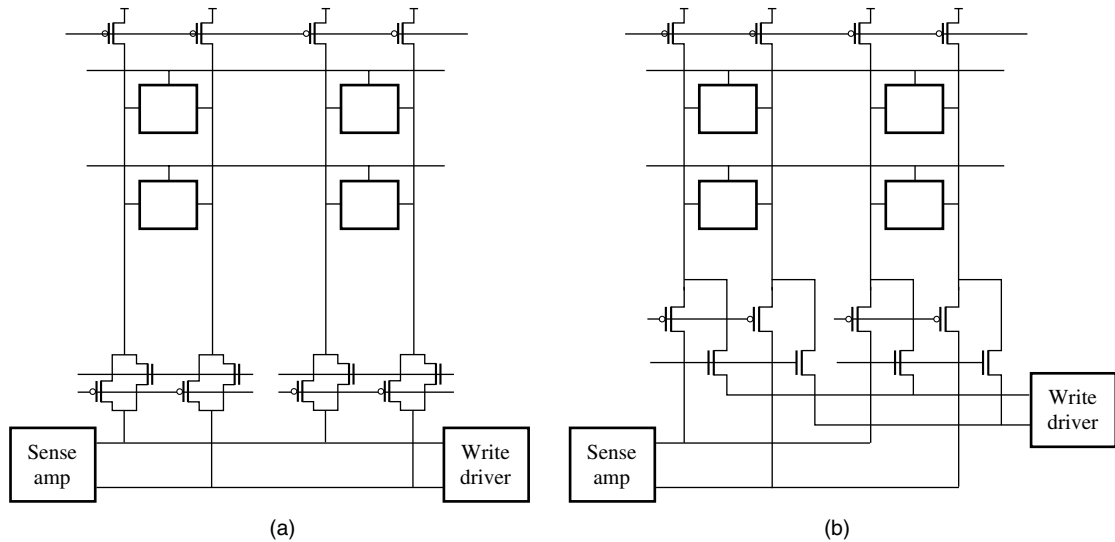 Sense
amp
Write
driver
(a)
Sense
amp
Write
driver
(b)